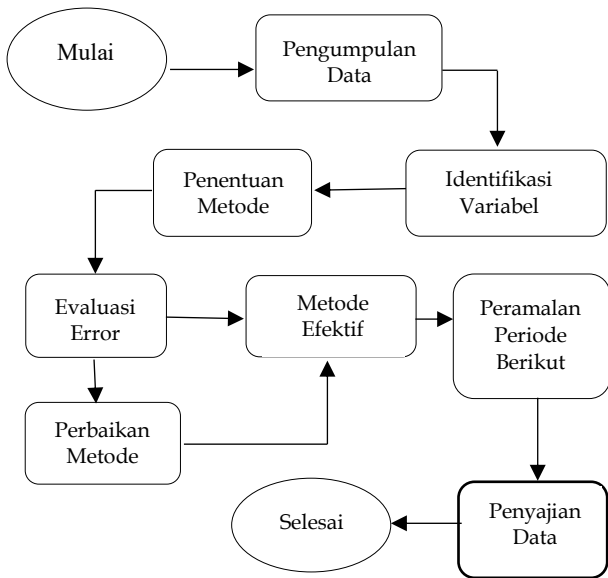 Mulai
Pengumpulan
Data
Identifikasi
Variabel
Penentuan
Metode
Evaluasi
Error
Metode
Efektif
Peramalan
Periode
Berikut
Perbaikan
Metode
Penyajian
Data
Selesai